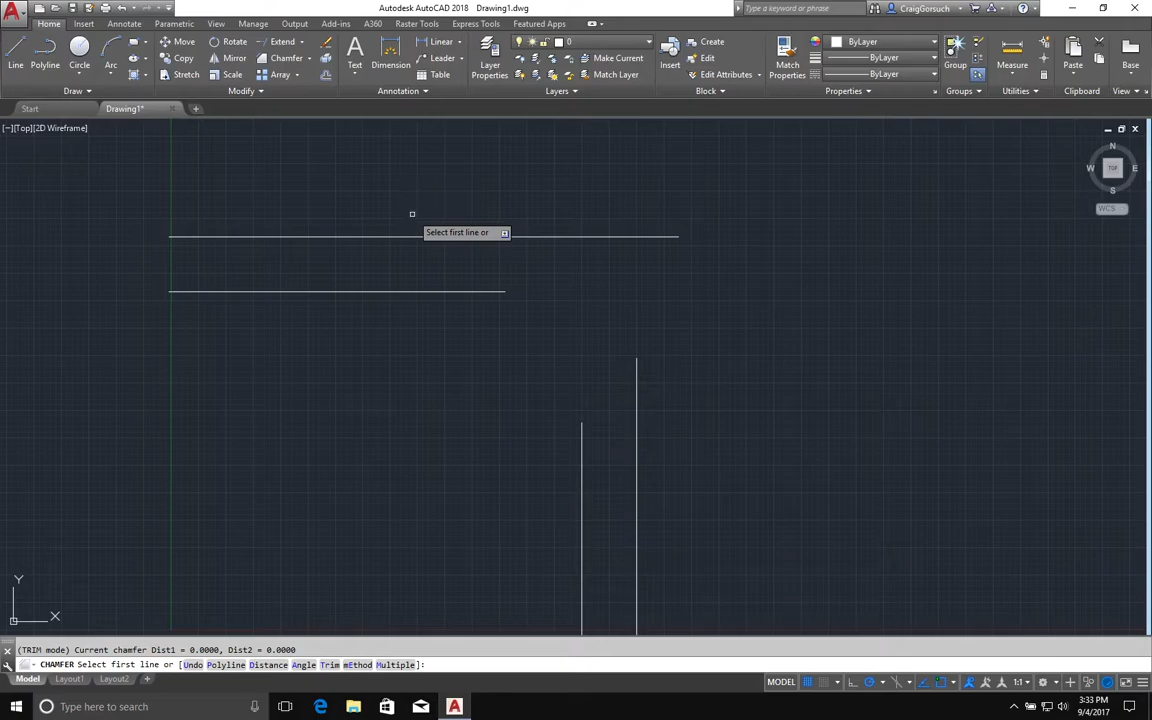 Autodesk AutoCAD 2018 Drawing1.dwg
Type a keyword or phrase
CraigGorsuch
Home Insert Annotate Parametric View Manage Output Add-ins A360 Raster Tools Express Tools Featured Apps
Line Polyline Circle Arc
Move Rotate Extend
Copy Mirror Chamfer
Stretch Scale Array
Text Dimension
Linear
Leader
Table
Layer Properties
0
Make Current
Match Layer
Insert
Create
Edit
Edit Attributes
Match Properties
ByLayer
ByLayer
ByLayer
Group Measure Paste Base
Draw Modify Annotation Layers Block Properties Groups Utilities Clipboard View
Start Drawing1*
[−][Top][2D Wireframe]
N
W TOP E
S
WCS
Select first line or
Y
X
(TRIM mode) Current chamfer Dist1 = 0.0000, Dist2 = 0.0000
CHAMFER Select first line or [Undo Polyline Distance Angle Trim mEthod Multiple]:
Model Layout1 Layout2
MODEL 1:1
Type here to search
3:33 PM
9/4/2017